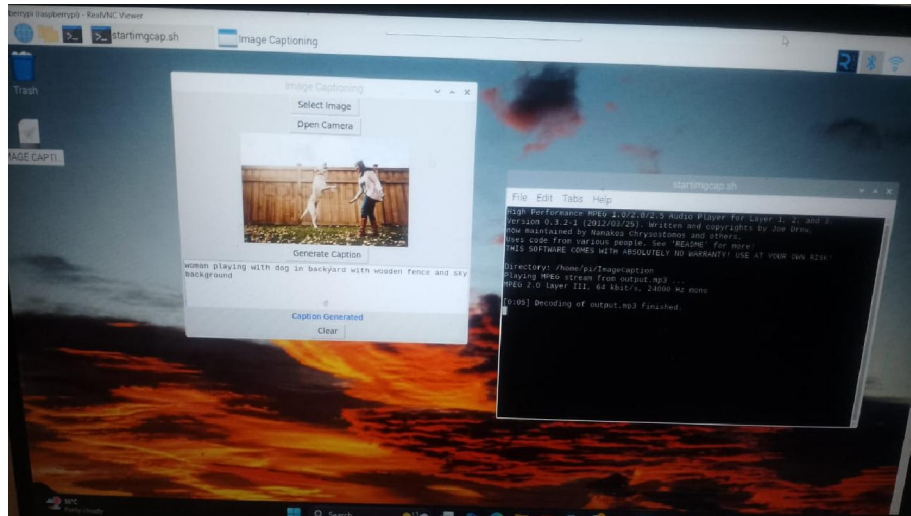 berrypi (raspberrypi) - RealVNC Viewer
startimgcap.sh
Image Captioning
Trash
MAGE CAPTI...
Image Captioning
Select Image
Open Camera
Generate Caption
woman playing with dog in backyard with wooden fence and sky
background
Caption Generated
Clear
startimgcap.sh
File Edit Tabs Help
High Performance MPEG 1.0/2.0/2.5 Audio Player for Layer 1, 2, and 3.
Version 0.3.2-1 (2012/03/25). Written and copyrights by Joe Drew,
now maintained by Nanakos Chrysostomos and others.
Uses code from various people. See 'README' for more!
THIS SOFTWARE COMES WITH ABSOLUTELY NO WARRANTY! USE AT YOUR OWN RISK!
Directory: /home/pi/ImageCaption
Playing MPEG stream from output.mp3 ...
MPEG 2.0 layer III, 64 kbit/s, 24000 Hz mono
[0:05] Decoding of output.mp3 finished.
Partly cloudy
Search